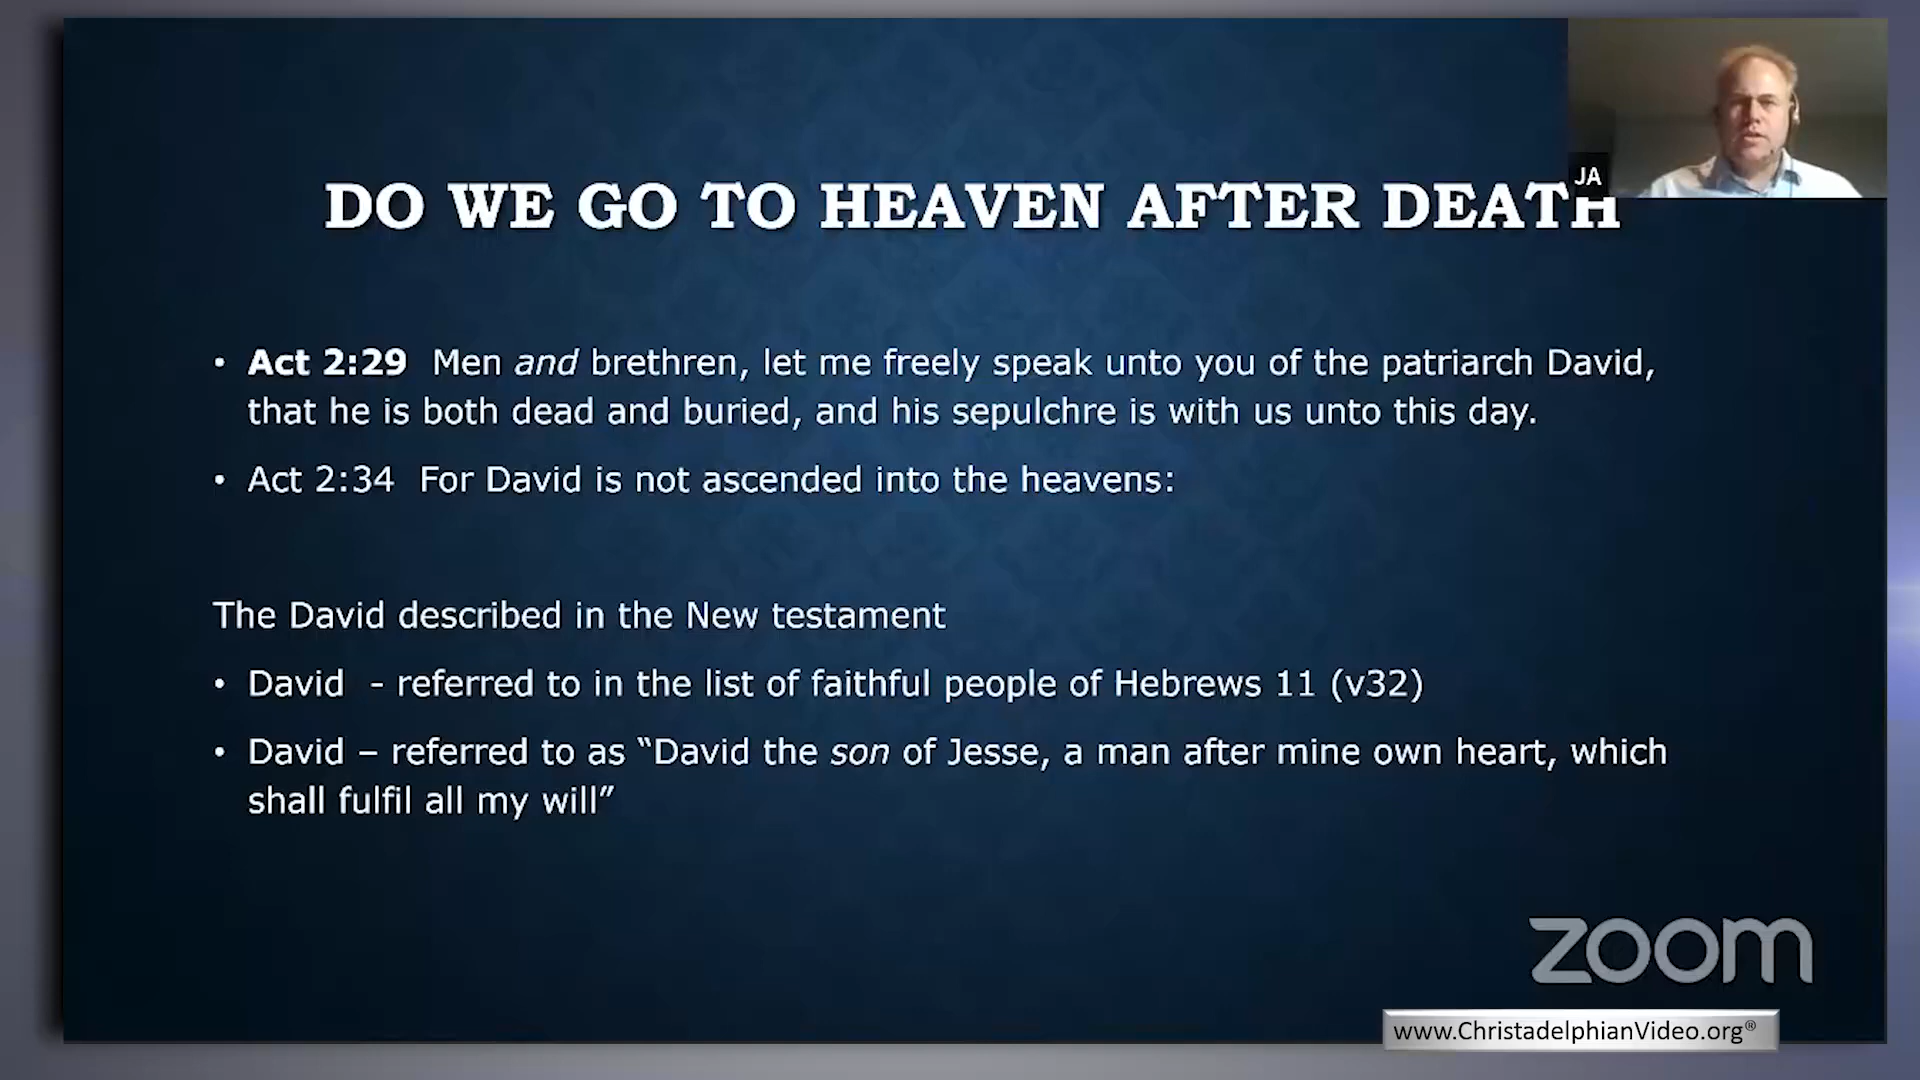 JA
DO WE GO TO HEAVEN AFTER DEATH
• Act 2:29 Men and brethren, let me freely speak unto you of the patriarch David,
that he is both dead and buried, and his sepulchre is with us unto this day.
• Act 2:34 For David is not ascended into the heavens:
The David described in the New testament
• David - referred to in the list of faithful people of Hebrews 11 (v32)
• David – referred to as “David the son of Jesse, a man after mine own heart, which
shall fulfil all my will”
zoom
www.ChristadelphianVideo.org®